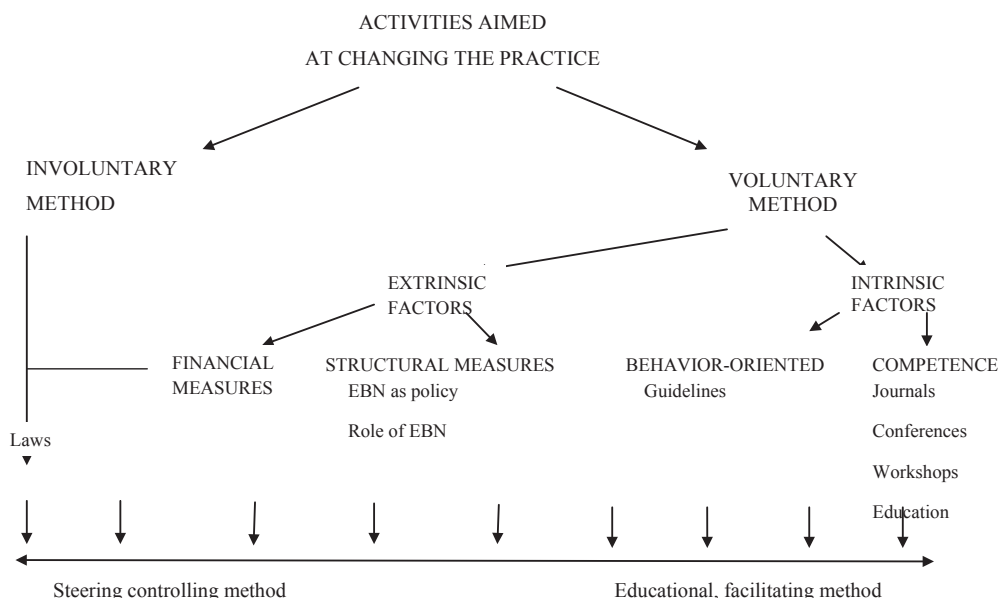 ACTIVITIES AIMED
AT CHANGING THE PRACTICE
INVOLUNTARY
METHOD
VOLUNTARY
METHOD
EXTRINSIC
FACTORS
INTRINSIC
FACTORS
FINANCIAL
MEASURES
STRUCTURAL MEASURES
EBN as policy
Role of EBN
BEHAVIOR-ORIENTED
Guidelines
COMPETENCE
Journals
Conferences
Workshops
Education
Laws
Steering controlling method
Educational, facilitating method